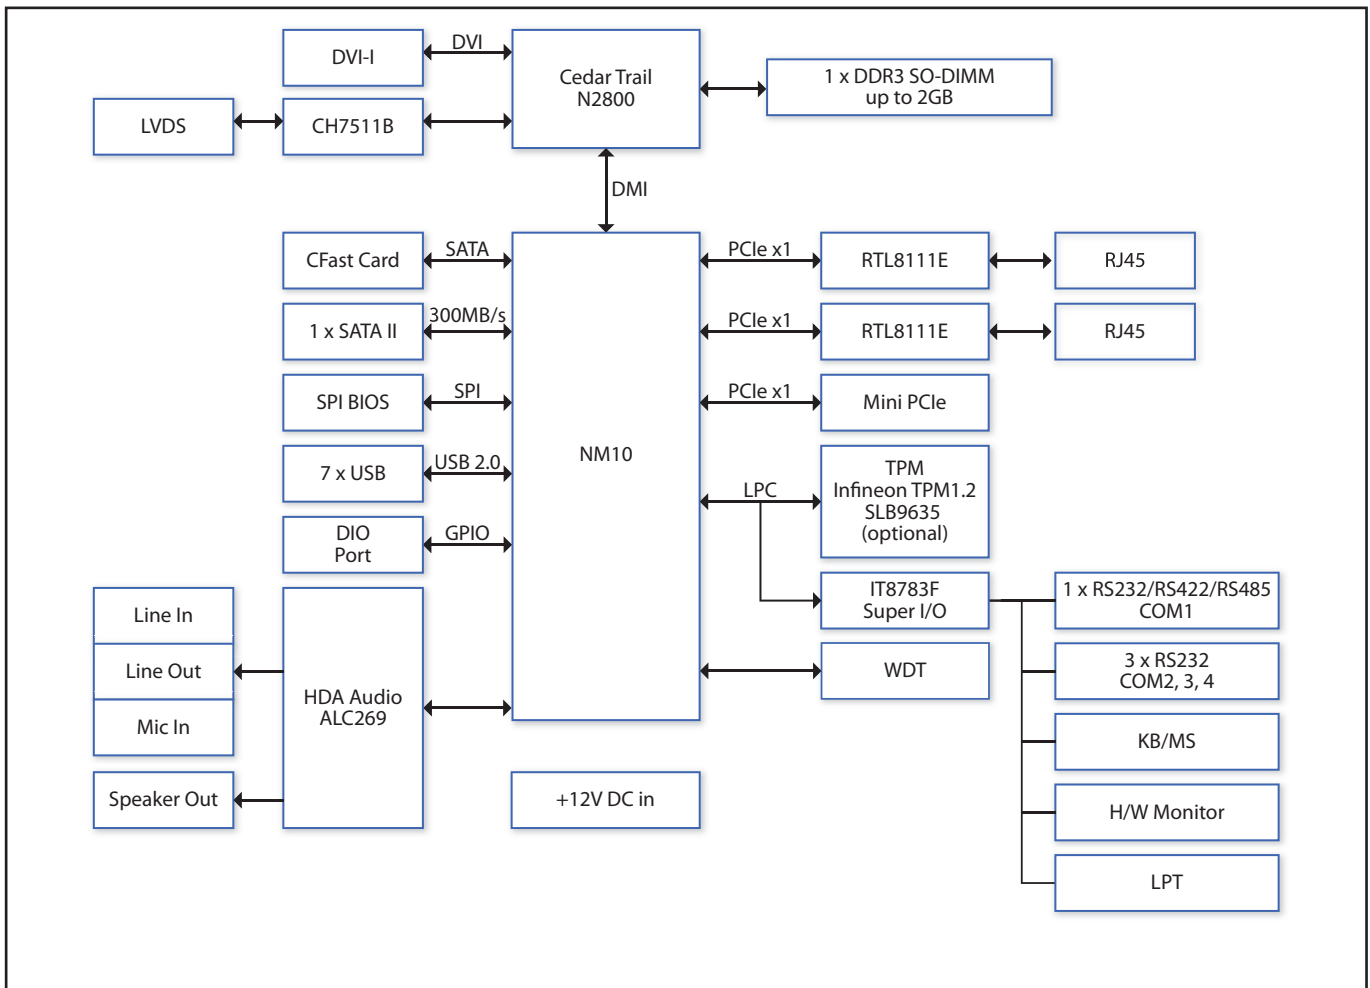 DVI-I
DVI
Cedar Trail
N2800
1 x DDR3 SO-DIMM
up to 2GB
LVDS
CH7511B
DMI
CFast Card
SATA
PCIe x1
RTL8111E
RJ45
1 x SATA II
300MB/s
PCIe x1
RTL8111E
RJ45
SPI BIOS
SPI
PCIe x1
Mini PCIe
7 x USB
USB 2.0
NM10
LPC
TPM
Infineon TPM1.2
SLB9635
(optional)
DIO
Port
GPIO
IT8783F
Super I/O
1 x RS232/RS422/RS485
COM1
Line In
Line Out
Mic In
HDA Audio
ALC269
WDT
3 x RS232
COM2, 3, 4
KB/MS
Speaker Out
+12V DC in
H/W Monitor
LPT